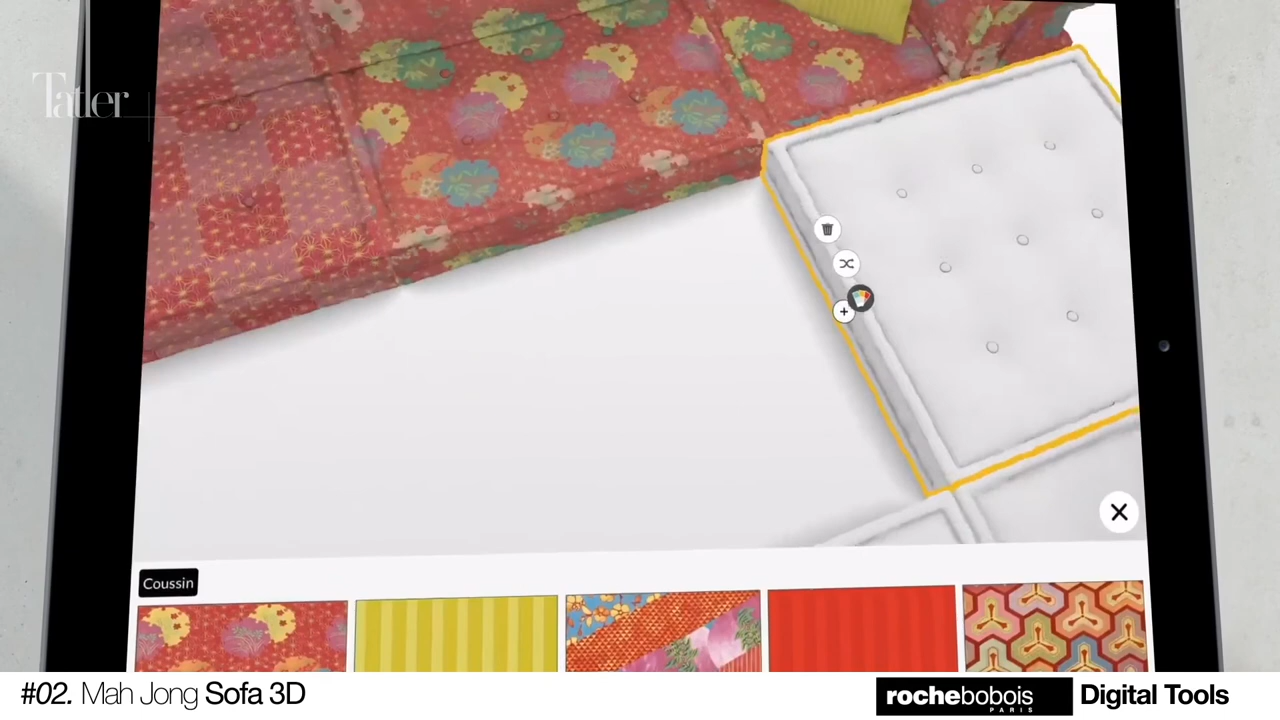 Tatler
Coussin
#02. Mah Jong Sofa 3D
rochebobois
PARIS
Digital Tools